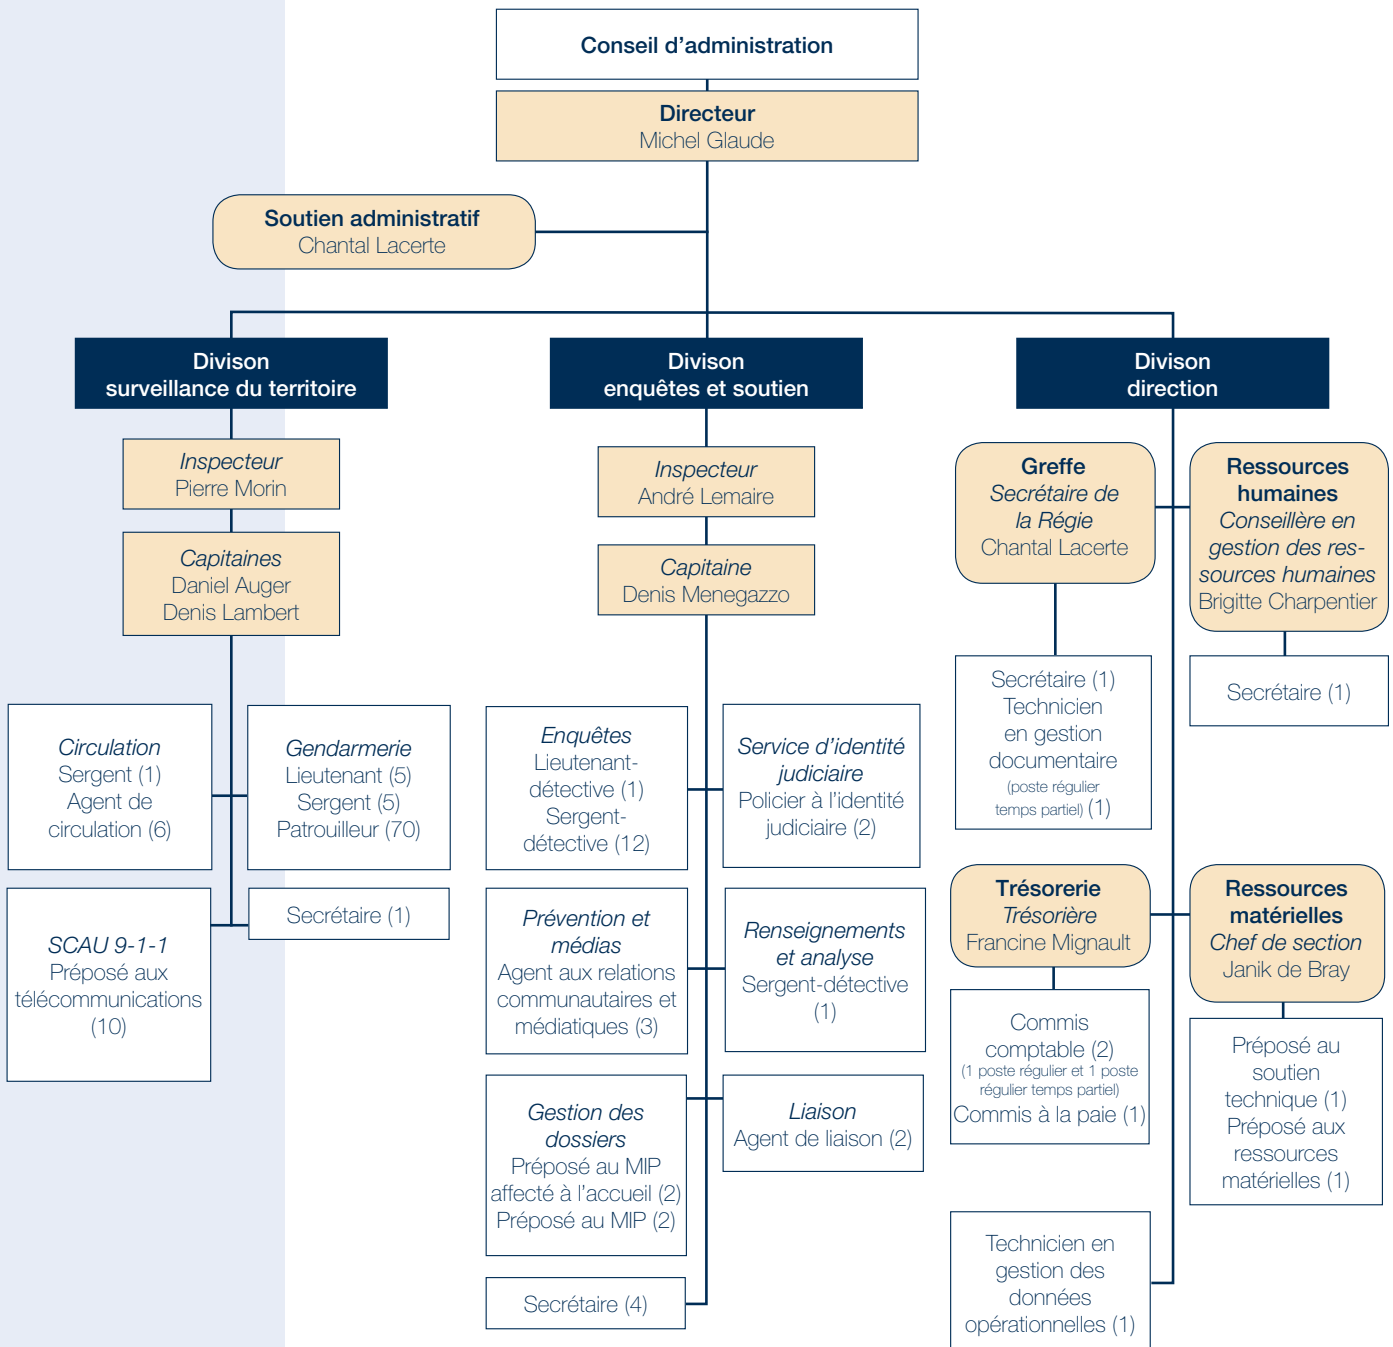 Conseil d'administration
Directeur
Michel Glaude
Soutien administratif
Chantal Lacerte
Divison
surveillance du territoire
Inspecteur
Pierre Morin
Capitaines
Daniel Auger
Denis Lambert
Circulation
Sergent (1)
Agent de
circulation (6)
Gendarmerie
Lieutenant (5)
Sergent (5)
Patrouilleur (70)
SCAU 9-1-1
Préposé aux
télécommunications
(10)
Secrétaire (1)
Divison
enquêtes et soutien
Inspecteur
André Lemaire
Capitaine
Denis Menegazzo
Enquêtes
Lieutenant-
détective (1)
Sergent-
détective (12)
Service d'identité
judiciaire
Policier à l'identité
judiciaire (2)
Prévention et
médias
Agent aux relations
communautaires et
médiatiques (3)
Renseignements
et analyse
Sergent-détective
(1)
Gestion des
dossiers
Préposé au MIP
affecté à l'accueil (2)
Préposé au MIP (2)
Liaison
Agent de liaison (2)
Secrétaire (4)
Divison
direction
Greffe
Secrétaire de
la Régie
Chantal Lacerte
Secrétaire (1)
Technicien
en gestion
documentaire
(poste régulier
temps partiel) (1)
Ressources
humaines
Conseillère en
gestion des res-
sources humaines
Brigitte Charpentier
Secrétaire (1)
Trésorerie
Trésorière
Francine Mignault
Commis
comptable (2)
(1 poste régulier et 1 poste
régulier temps partiel)
Commis à la paie (1)
Ressources
matérielles
Chef de section
Janik de Bray
Préposé au
soutien
technique (1)
Préposé aux
ressources
matérielles (1)
Technicien en
gestion des
données
opérationnelles (1)